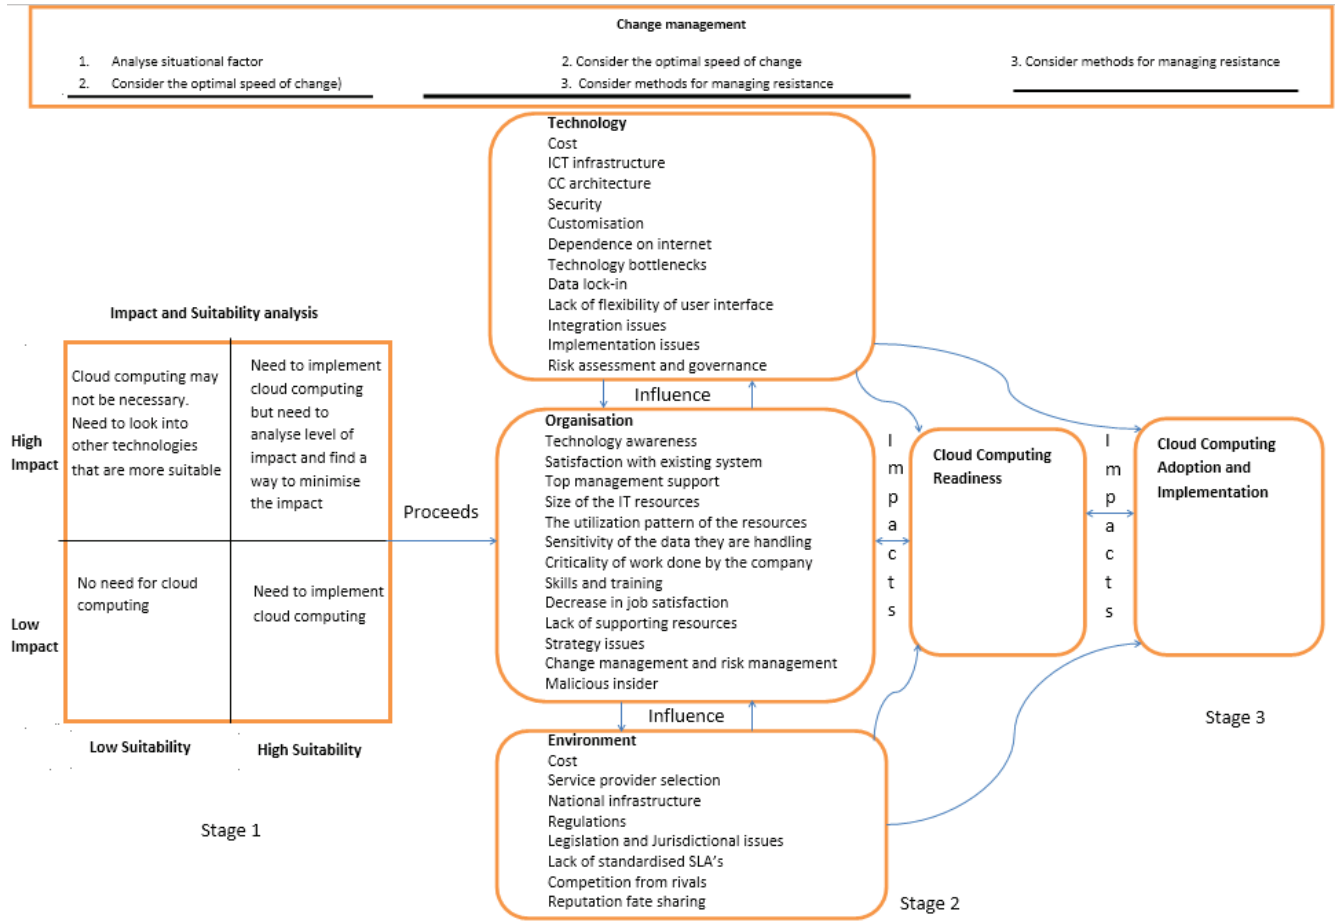 Change management
1. Analyse situational factor
2. Consider the optimal speed of change)
2. Consider the optimal speed of change
3. Consider methods for managing resistance
3. Consider methods for managing resistance
Technology
Cost
ICT infrastructure
CC architecture
Security
Customisation
Dependence on internet
Technology bottlenecks
Data lock-in
Lack of flexibility of user interface
Integration issues
Implementation issues
Risk assessment and governance
Impact and Suitability analysis
High
Impact
Cloud computing may
not be necessary.
Need to look into
other technologies
that are more suitable
Need to implement
cloud computing
but need to
analyse level of
impact and find a
way to minimise
the impact
Low
Impact
No need for cloud
computing
Need to implement
cloud computing
Low Suitability
High Suitability
Stage 1
Proceeds
Influence
Organisation
Technology awareness
Satisfaction with existing system
Top management support
Size of the IT resources
The utilization pattern of the resources
Sensitivity of the data they are handling
Criticality of work done by the company
Skills and training
Decrease in job satisfaction
Lack of supporting resources
Strategy issues
Change management and risk management
Malicious insider
Influence
Environment
Cost
Service provider selection
National infrastructure
Regulations
Legislation and Jurisdictional issues
Lack of standardised SLA's
Competition from rivals
Reputation fate sharing
Stage 2
Impacts
Cloud Computing
Readiness
Impacts
Cloud Computing
Adoption and
Implementation
Stage 3